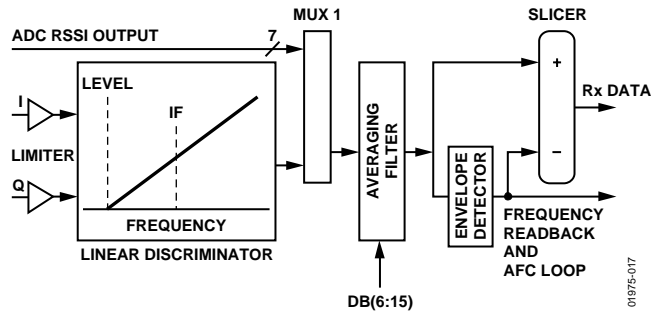 MUX 1
SLICER
ADC RSSI OUTPUT
7
LEVEL
I
IF
LIMITER
Q
FREQUENCY
LINEAR DISCRIMINATOR
AVERAGING
FILTER
ENVELOPE
DETECTOR
+
–
Rx DATA
FREQUENCY
READBACK
AND
AFC LOOP
DB(6:15)
01975-017